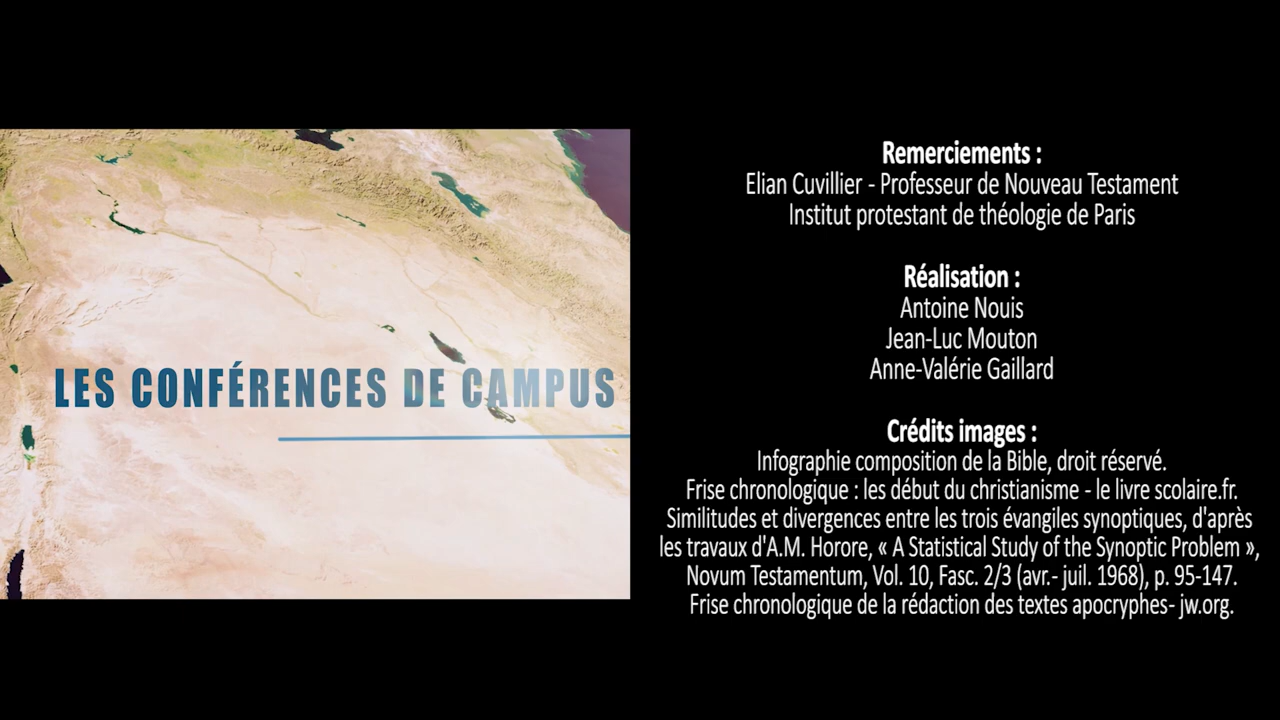 LES CONFÉRENCES DE CAMPUS
Remerciements :
Elian Cuvillier - Professeur de Nouveau Testament
Institut protestant de théologie de Paris
Réalisation :
Antoine Nouis
Jean-Luc Mouton
Anne-Valérie Gaillard
Crédits images :
Infographie composition de la Bible, droit réservé.
Frise chronologique : les début du christianisme - le livre scolaire.fr.
Similitudes et divergences entre les trois évangiles synoptiques, d'après
les travaux d'A.M. Horore, « A Statistical Study of the Synoptic Problem »,
Novum Testamentum, Vol. 10, Fasc. 2/3 (avr.- juil. 1968), p. 95-147.
Frise chronologique de la rédaction des textes apocryphes- jw.org.